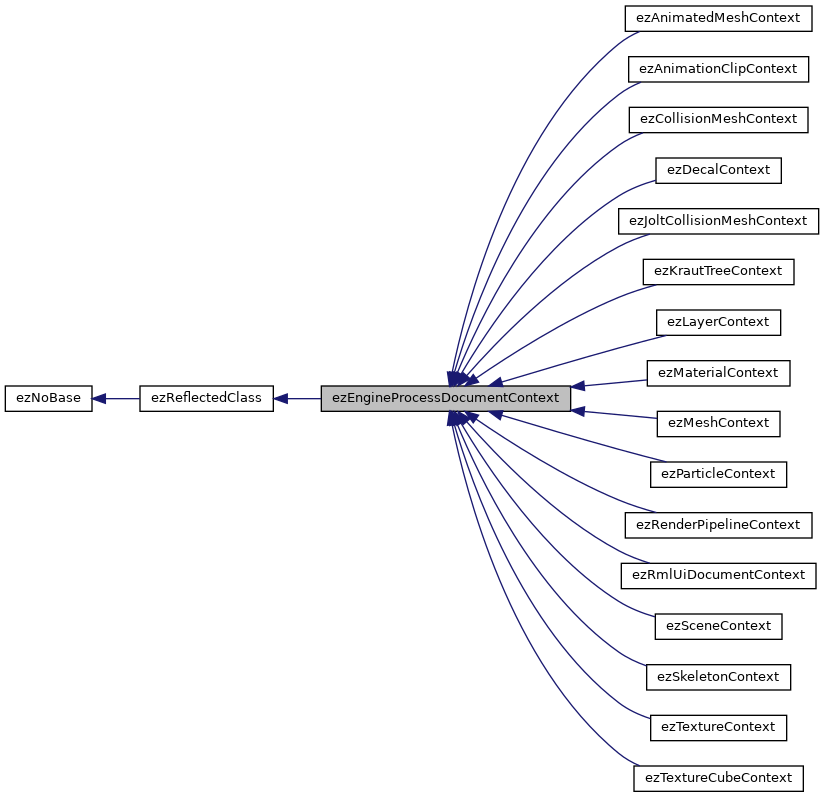 ezAnimatedMeshContext
ezAnimationClipContext
ezCollisionMeshContext
ezDecalContext
ezJoltCollisionMeshContext
ezKrautTreeContext
ezLayerContext
ezMaterialContext
ezNoBase
ezReflectedClass
ezEngineProcessDocumentContext
ezMeshContext
ezParticleContext
ezRenderPipelineContext
ezRmlUiDocumentContext
ezSceneContext
ezSkeletonContext
ezTextureContext
ezTextureCubeContext